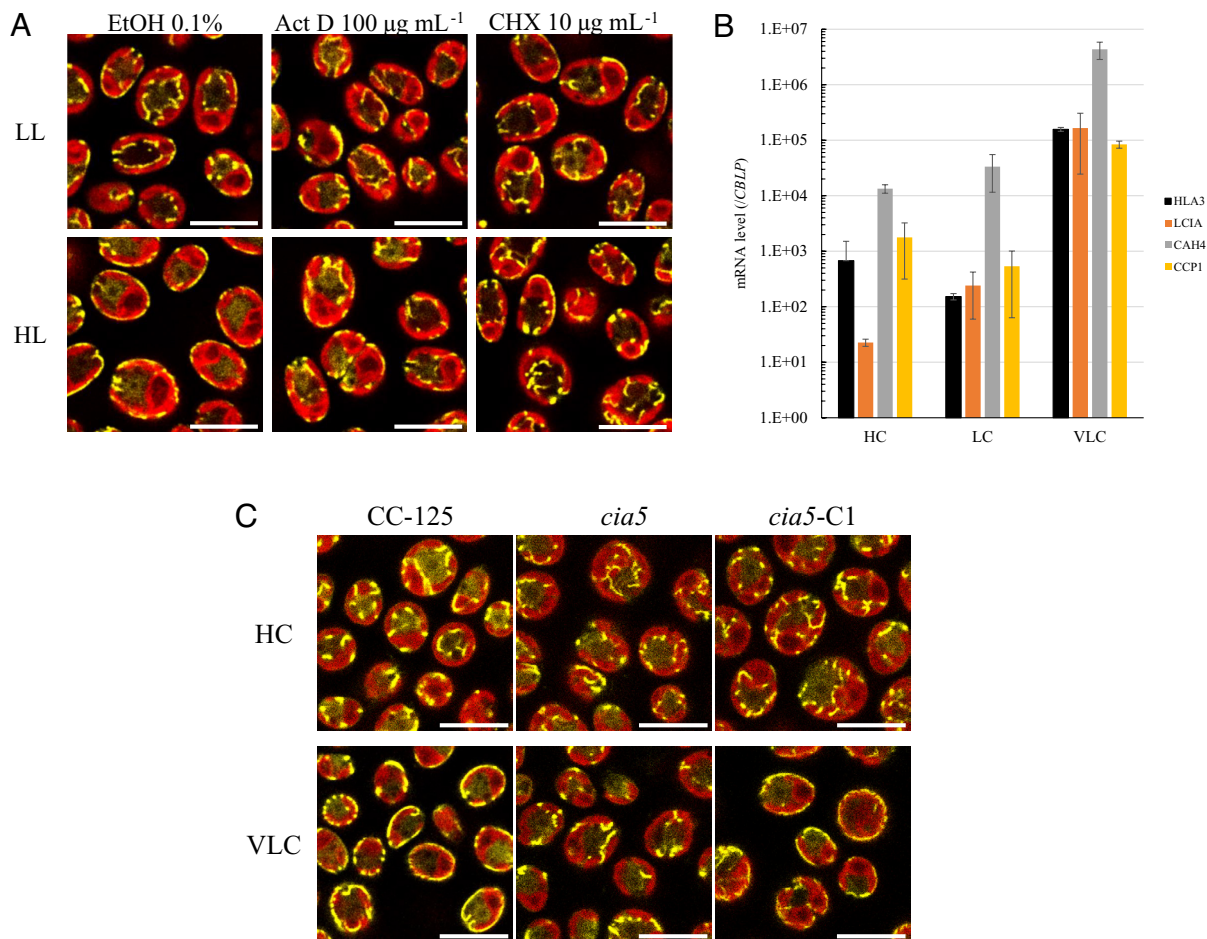 A
EtOH 0.1%
Act D 100 µg mL-1
CHX 10 µg mL-1
LL
HL
B
1.E+07
1.E+06
1.E+05
1.E+04
1.E+03
1.E+02
1.E+01
1.E+00
mRNA level (/CBLP)
HC
LC
VLC
HLA3
LCIA
CAH4
CCP1
C
CC-125
cia5
cia5-C1
HC
VLC